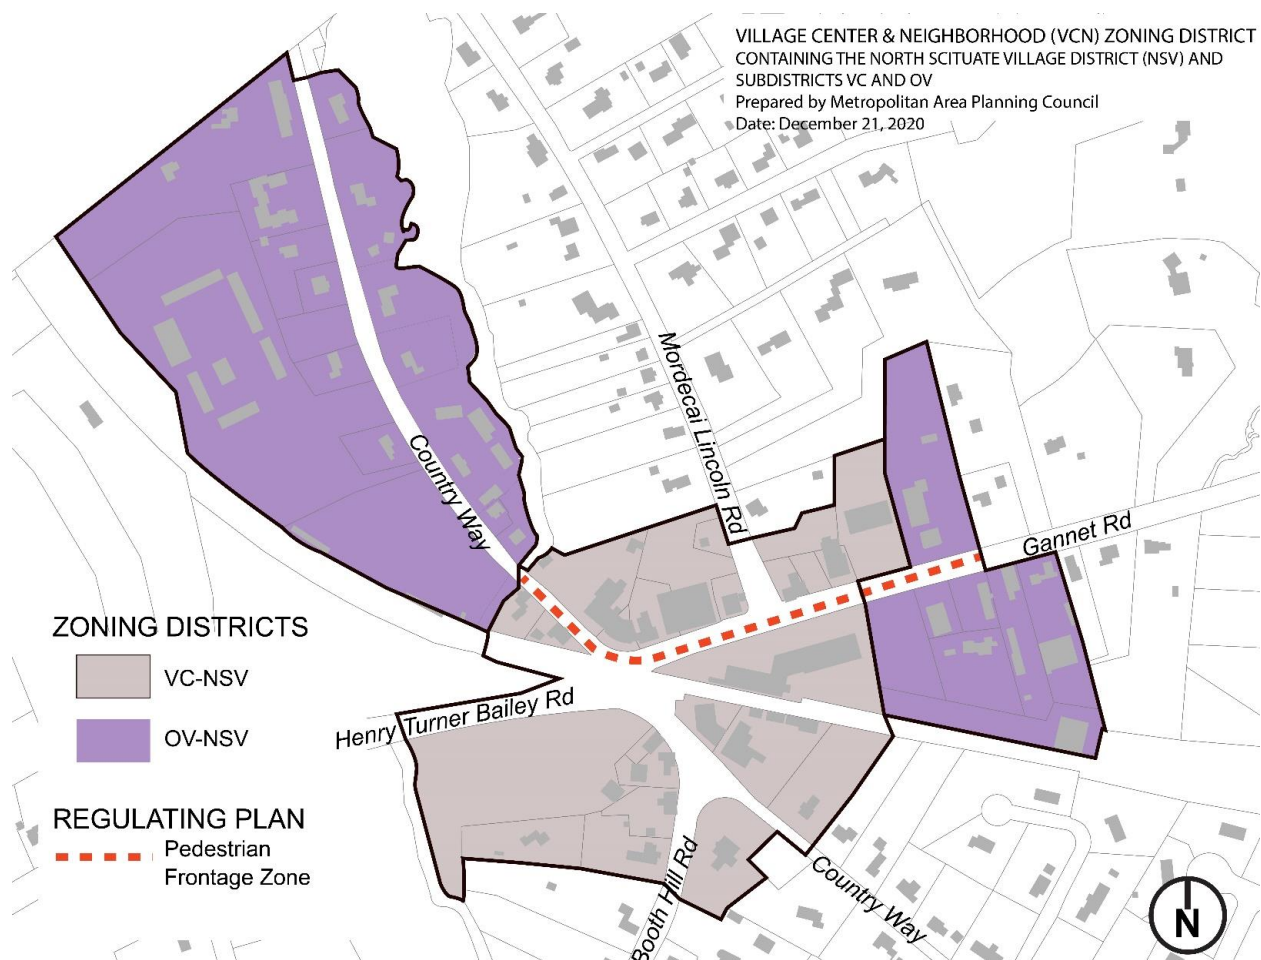 VILLAGE CENTER & NEIGHBORHOOD (VCN) ZONING DISTRICT
CONTAINING THE NORTH SCITUATE VILLAGE DISTRICT (NSV) AND
SUBDISTRICTS VC AND OV
Prepared by Metropolitan Area Planning Council
Date: December 21, 2020
Mordecai Lincoln Rd
Country Way
Gannet Rd
Henry Turner Bailey Rd
Booth Hill Rd
Country Way
ZONING DISTRICTS
VC-NSV
OV-NSV
REGULATING PLAN
Pedestrian
Frontage Zone
N